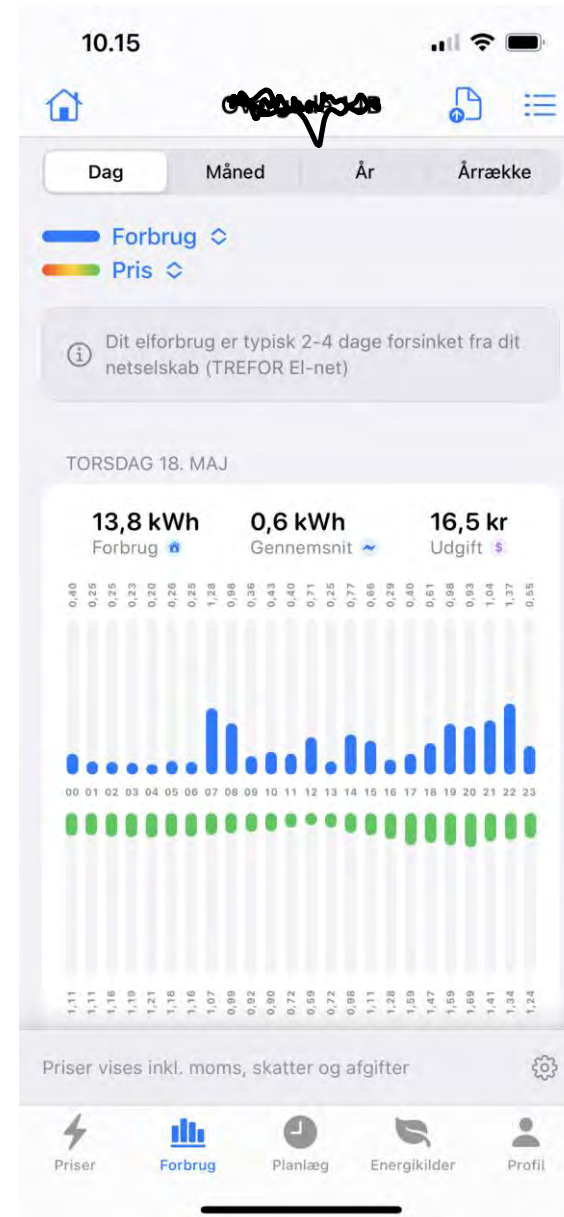 10.15
Dag Måned År Årrække
Forbrug
Pris
Dit elforbrug er typisk 2-4 dage forsinket fra dit
netselskab (TREFOR El-net)
TORSDAG 18. MAJ
13,8 kWh 0,6 kWh 16,5 kr
Forbrug Gennemsnit Udgift $
0,40 0,25 0,25 0,23 0,20 0,26 0,25 1,28 0,98 0,36 0,43 0,40 0,71 0,25 0,77 0,66 0,29 0,40 0,61 0,98 0,93 1,04 1,37 0,55
00 01 02 03 04 05 06 07 08 09 10 11 12 13 14 15 16 17 18 19 20 21 22 23
1,11 1,11 1,16 1,19 1,21 1,16 1,16 1,07 0,99 0,92 0,90 0,72 0,59 0,72 0,98 1,11 1,28 1,59 1,47 1,59 1,69 1,41 1,34 1,24
Priser vises inkl. moms, skatter og afgifter
Priser Forbrug Planlæg Energikilder Profil